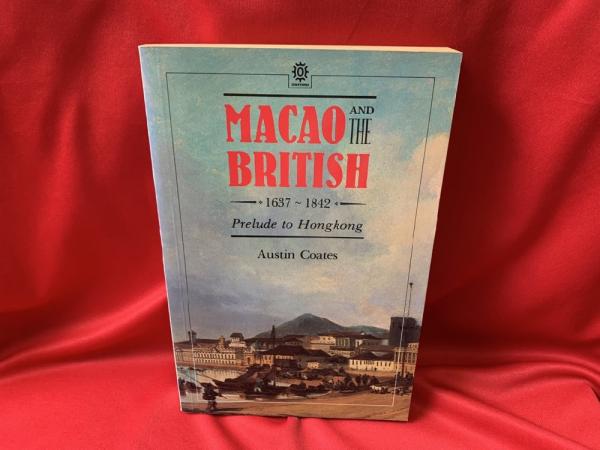 MACAO AND THE
BRITISH
1637 ~ 1842
Prelude to Hongkong
Austin Coates